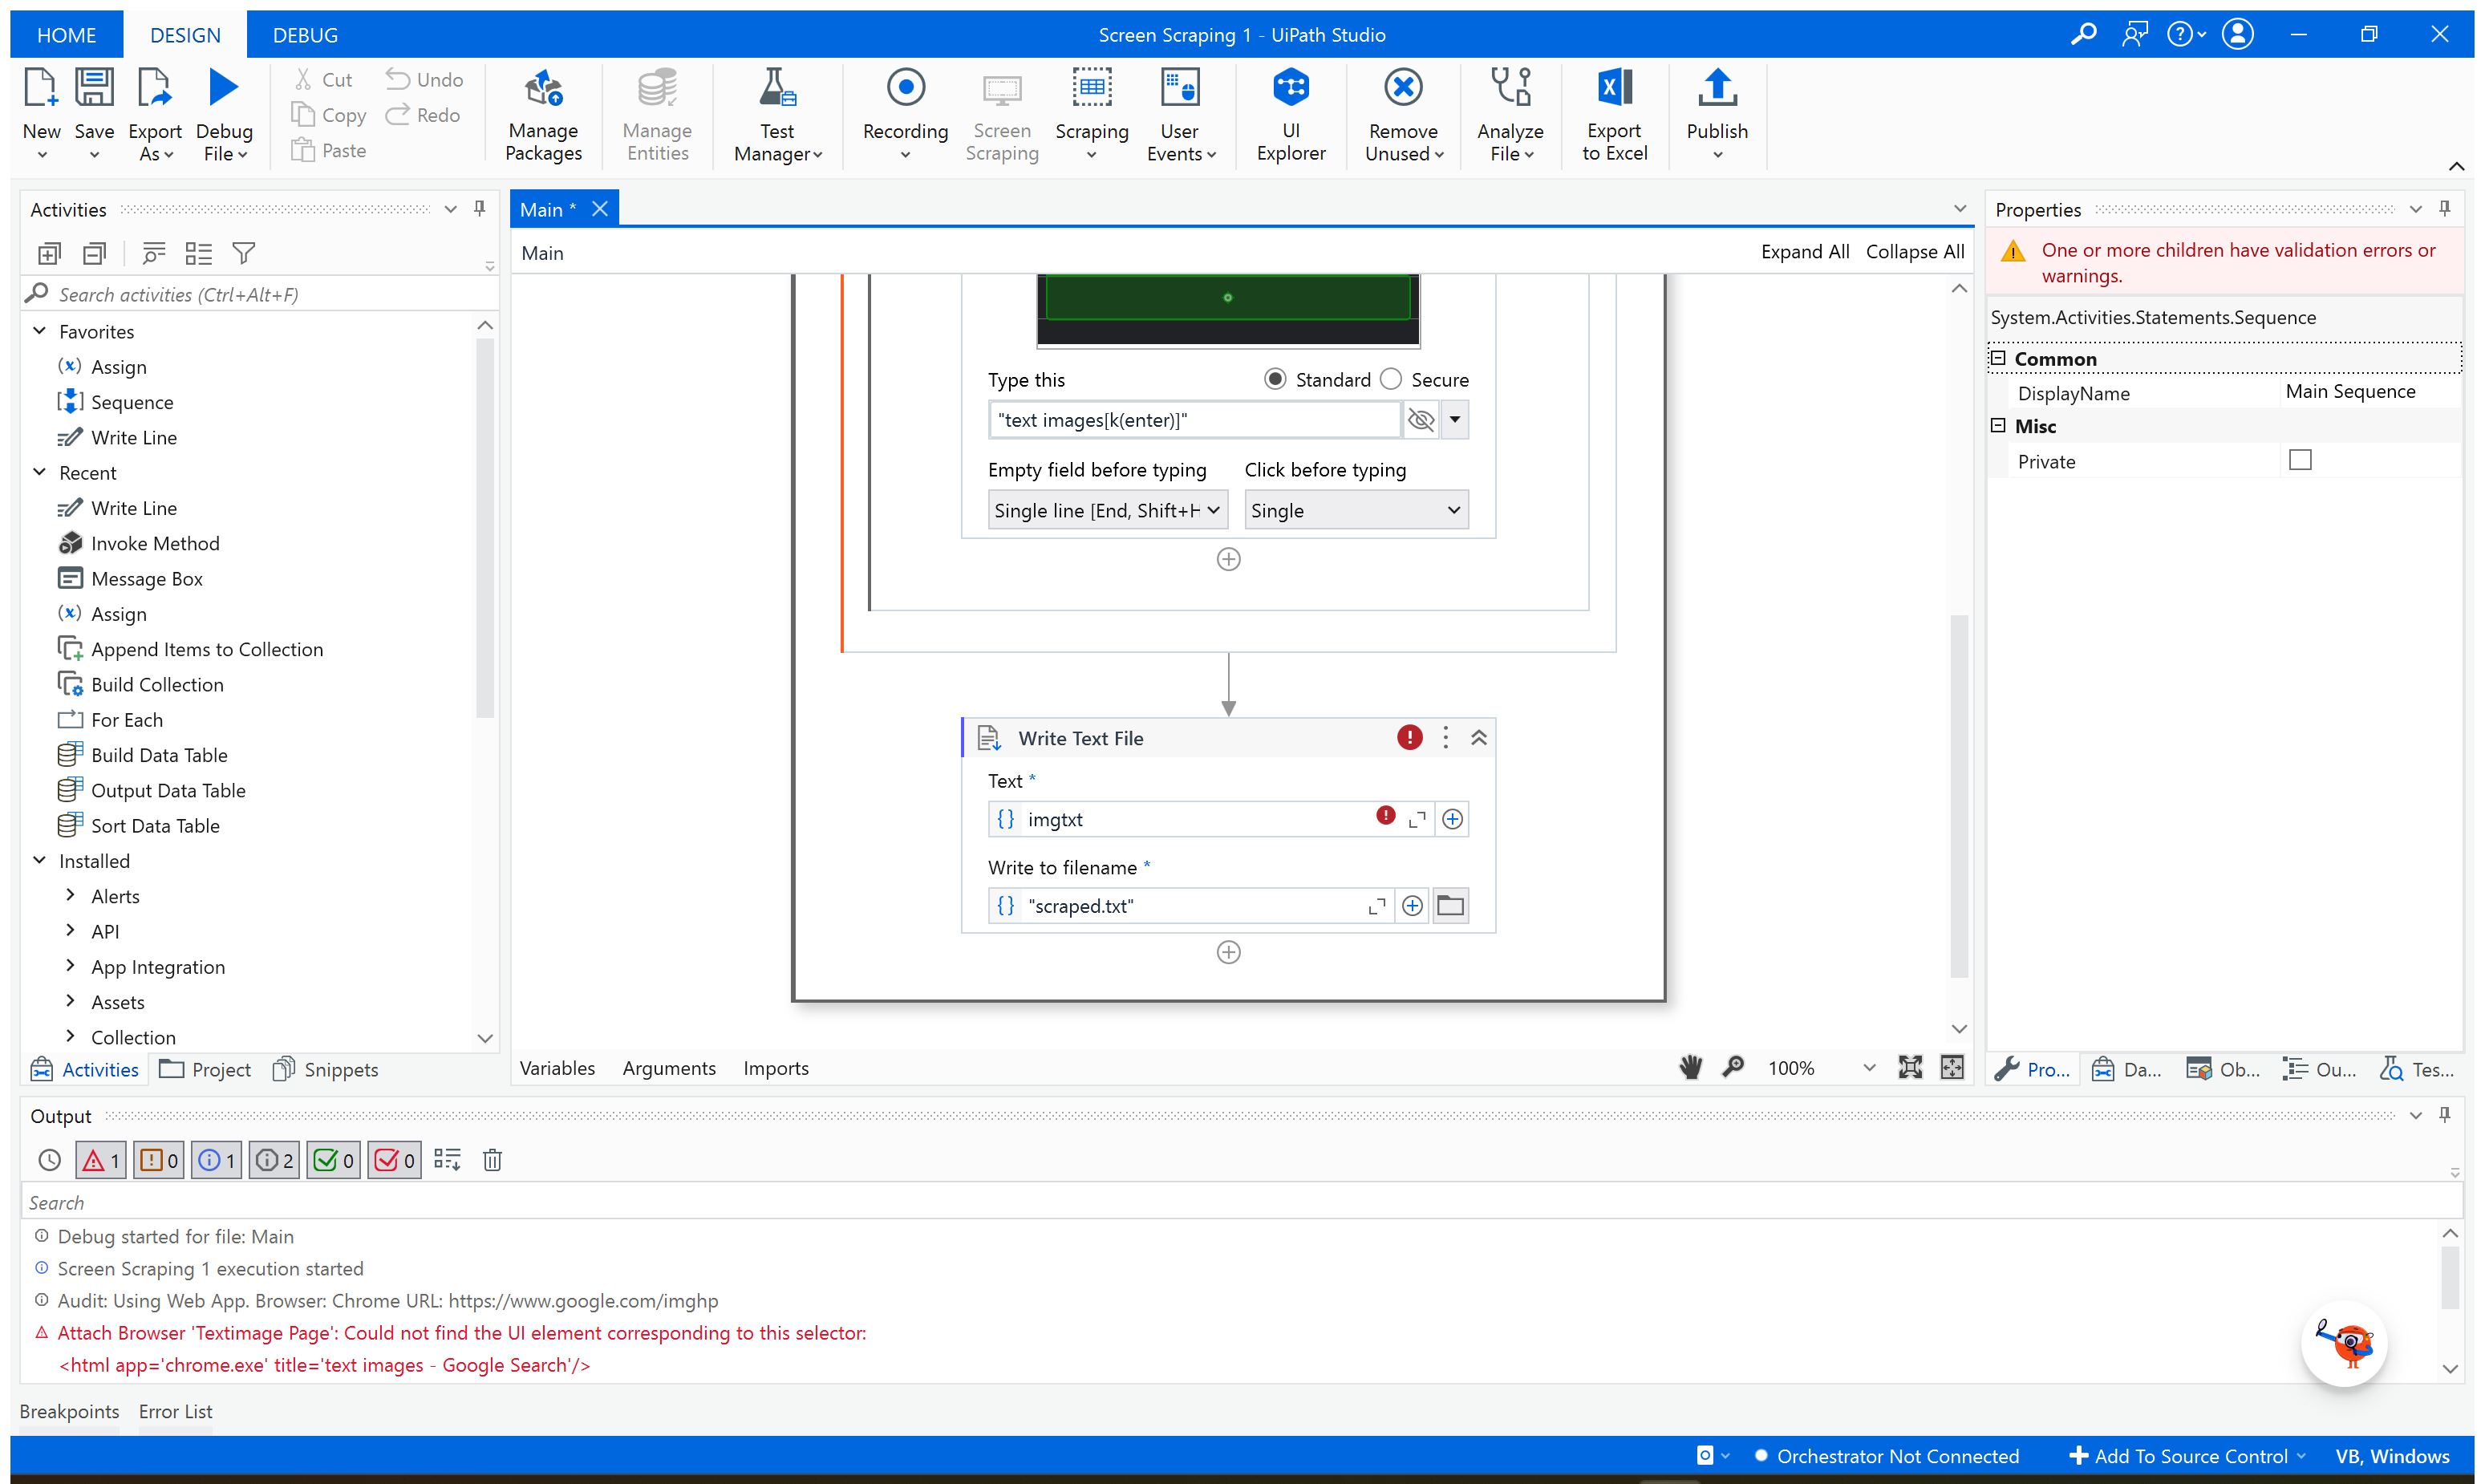 HOME DESIGN DEBUG Screen Scraping 1 - UiPath Studio
New Save Export As Debug File
Cut Copy Paste Undo Redo
Manage Packages Manage Entities Test Manager Recording Screen Scraping Scraping User Events UI Explorer Remove Unused Analyze File Export to Excel Publish
Activities
Search activities (Ctrl+Alt+F)
Favorites
Assign
Sequence
Write Line
Recent
Write Line
Invoke Method
Message Box
Assign
Append Items to Collection
Build Collection
For Each
Build Data Table
Output Data Table
Sort Data Table
Installed
Alerts
API
App Integration
Assets
Collection
Activities Project Snippets
Main *
Main Expand All Collapse All
Type this Standard Secure
"text images[k(enter)]"
Empty field before typing Click before typing
Single line [End, Shift+H Single
Write Text File
Text *
imgtxt
Write to filename *
"scraped.txt"
Variables Arguments Imports 100%
Properties
One or more children have validation errors or
warnings.
System.Activities.Statements.Sequence
Common
DisplayName Main Sequence
Misc
Private
Pro... Da... Ob... Ou... Tes...
Output
1 0 1 2 0 0
Search
Debug started for file: Main
Screen Scraping 1 execution started
Audit: Using Web App. Browser: Chrome URL: https://www.google.com/imghp
Attach Browser 'Textimage Page': Could not find the UI element corresponding to this selector:
<html app='chrome.exe' title='text images - Google Search'/>
Breakpoints Error List
Orchestrator Not Connected Add To Source Control VB, Windows